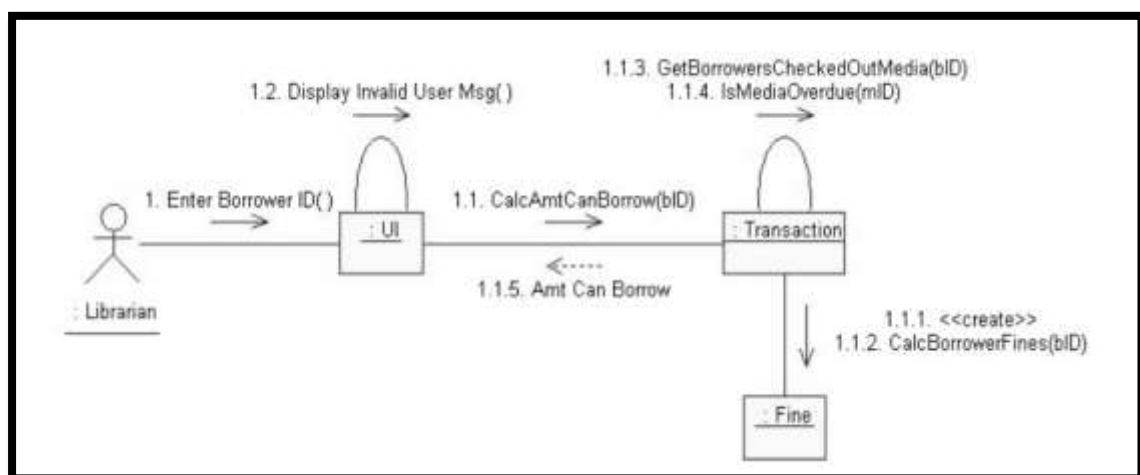 1.1.3. GetBorrowersCheckedOutMedia(bID)
1.2. Display Invalid User Msg( )
1.1.4. IsMediaOverdue(mID)
1. Enter Borrower ID( )
1.1. CalcAmtCanBorrow(bID)
: UI
: Transaction
1.1.5. Amt Can Borrow
: Librarian
1.1.1. <<create>>
1.1.2. CalcBorrowerFines(bID)
: Fine